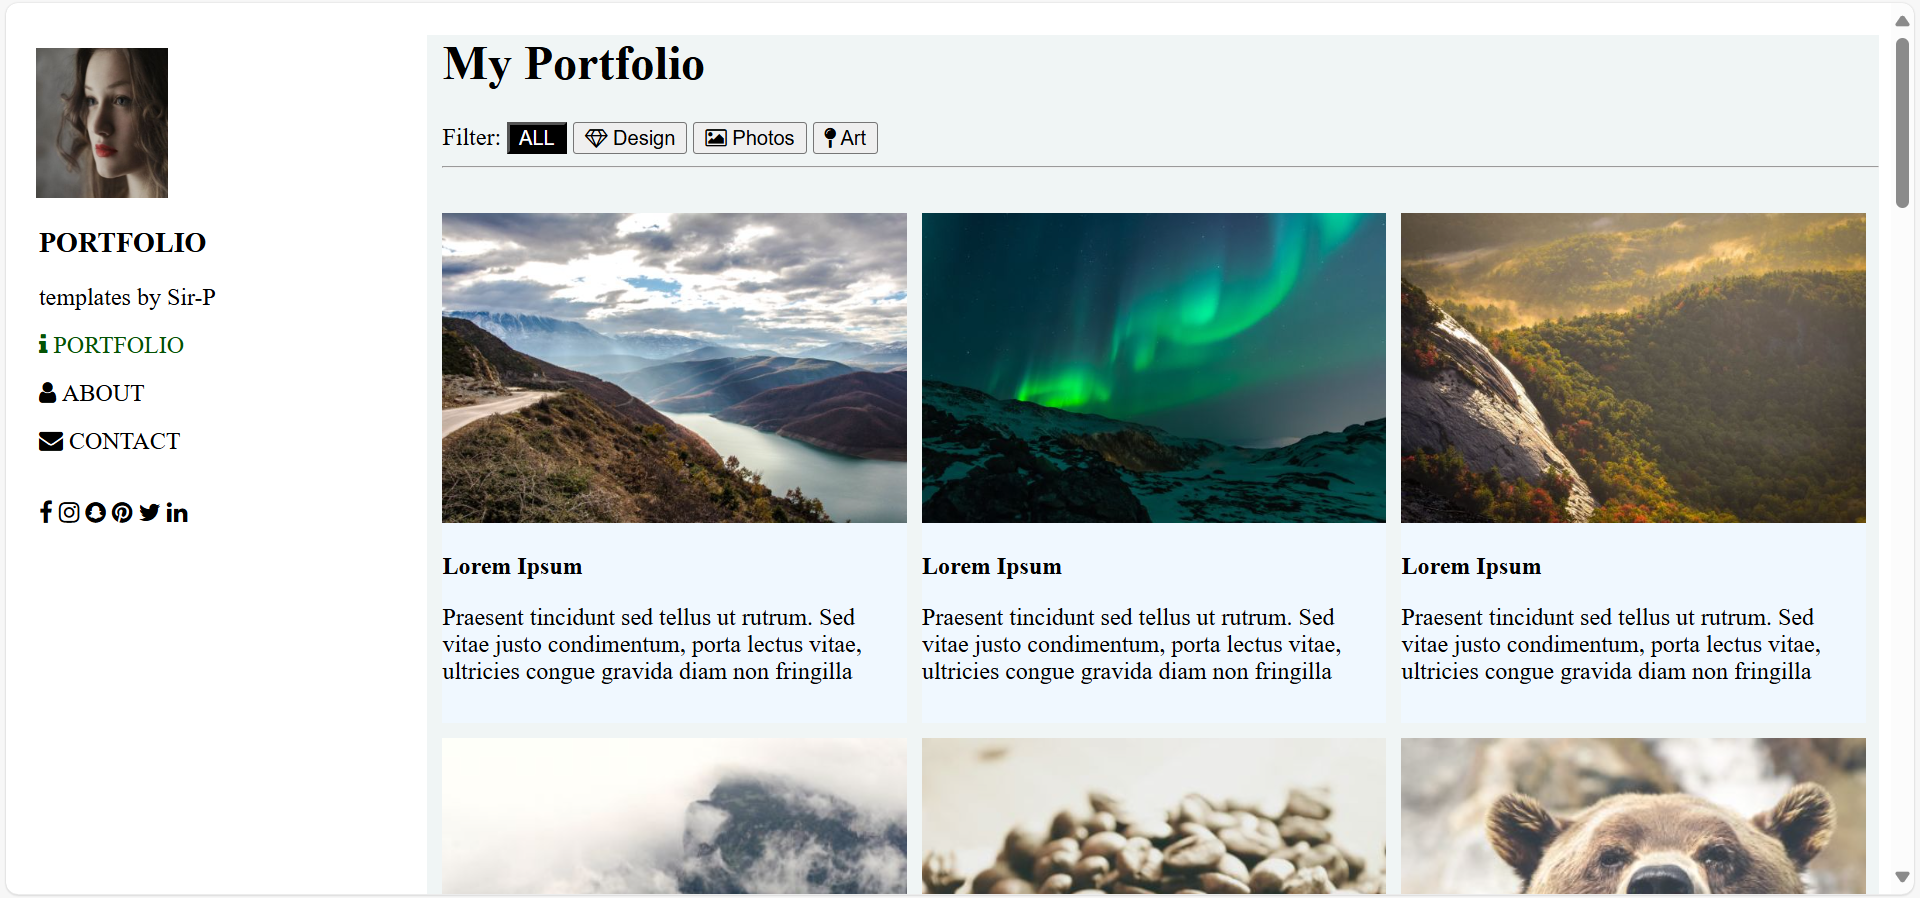 My Portfolio
Filter: ALL Design Photos Art
PORTFOLIO
templates by Sir-P
PORTFOLIO
ABOUT
CONTACT
Lorem Ipsum
Praesent tincidunt sed tellus ut rutrum. Sed
vitae justo condimentum, porta lectus vitae,
ultricies congue gravida diam non fringilla
Lorem Ipsum
Praesent tincidunt sed tellus ut rutrum. Sed
vitae justo condimentum, porta lectus vitae,
ultricies congue gravida diam non fringilla
Lorem Ipsum
Praesent tincidunt sed tellus ut rutrum. Sed
vitae justo condimentum, porta lectus vitae,
ultricies congue gravida diam non fringilla